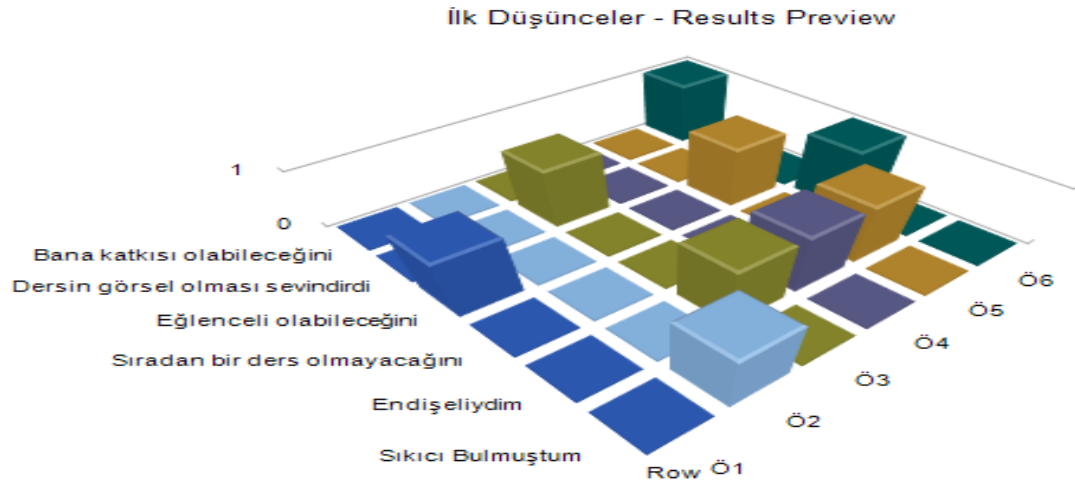 İlk Düşünceler - Results Preview
1
0
Bana katkısı olabileceğini
Dersin görsel olması sevindirdi
Eğlenceli olabileceğini
Sıradan bir ders olmayacağını
Endişeliydim
Sıkıcı Bulmuştum
Row
Ö1
Ö2
Ö3
Ö4
Ö5
Ö6